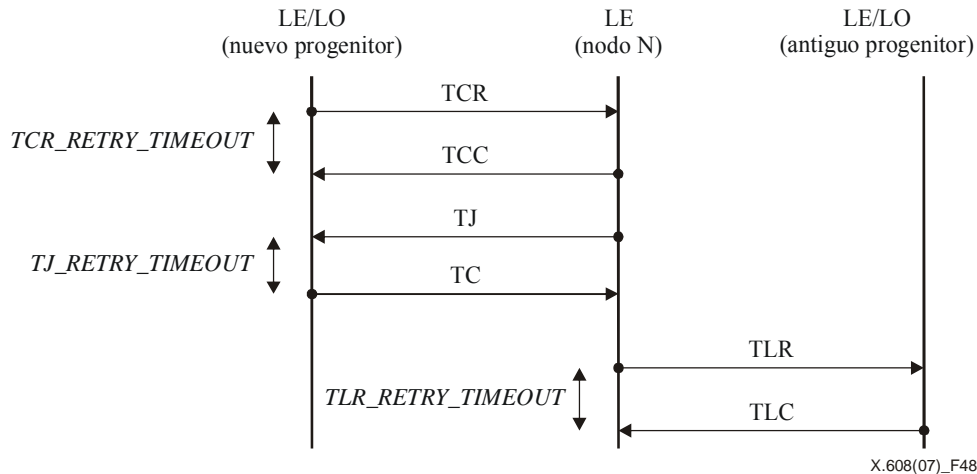 LE/LO
(nuevo progenitor)
LE
(nodo N)
LE/LO
(antiguo progenitor)
TCR
TCR_RETRY_TIMEOUT
TCC
TJ
TJ_RETRY_TIMEOUT
TC
TLR
TLR_RETRY_TIMEOUT
TLC
X.608(07)_F48